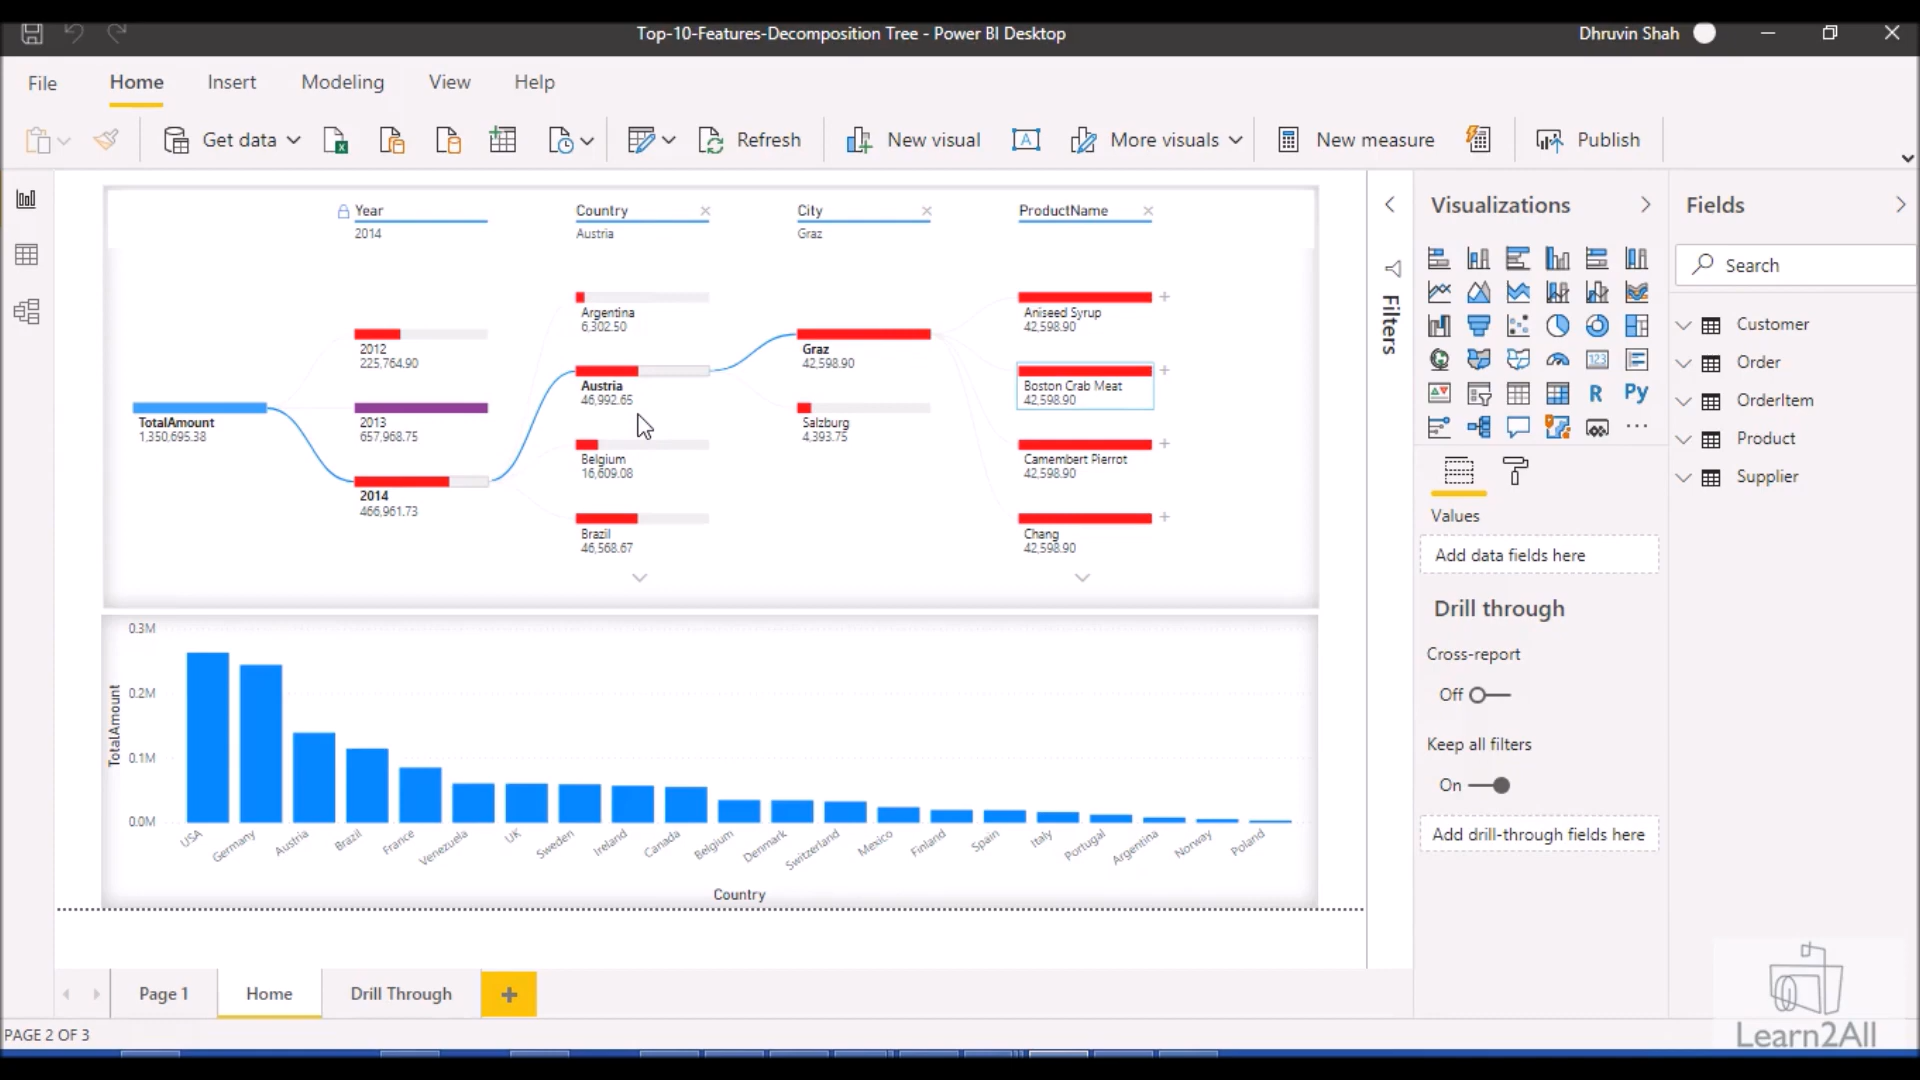 Top-10-Features-Decomposition Tree - Power BI Desktop
Dhruvin Shah
File
Home
Insert
Modeling
View
Help
Get data
Refresh
New visual
More visuals
New measure
Publish
Year
2014
Country
Austria
City
Graz
ProductName
TotalAmount
1,350,695.38
2012
225,764.90
2013
657,968.75
2014
466,961.73
Argentina
6,302.50
Austria
46,992.65
Belgium
16,609.08
Brazil
46,568.67
Graz
42,598.90
Salzburg
4,393.75
Aniseed Syrup
42,598.90
Boston Crab Meat
42,598.90
Camembert Pierrot
42,598.90
Chang
42,598.90
TotalAmount
0.3M
0.2M
0.1M
0.0M
USA
Germany
Austria
Brazil
France
Venezuela
UK
Sweden
Ireland
Canada
Belgium
Denmark
Switzerland
Mexico
Finland
Spain
Italy
Portugal
Argentina
Norway
Poland
Country
Filters
Visualizations
123
R
Py
Values
Add data fields here
Drill through
Cross-report
Off
Keep all filters
On
Add drill-through fields here
Fields
Search
Customer
Order
OrderItem
Product
Supplier
Page 1
Home
Drill Through
PAGE 2 OF 3
Learn2All